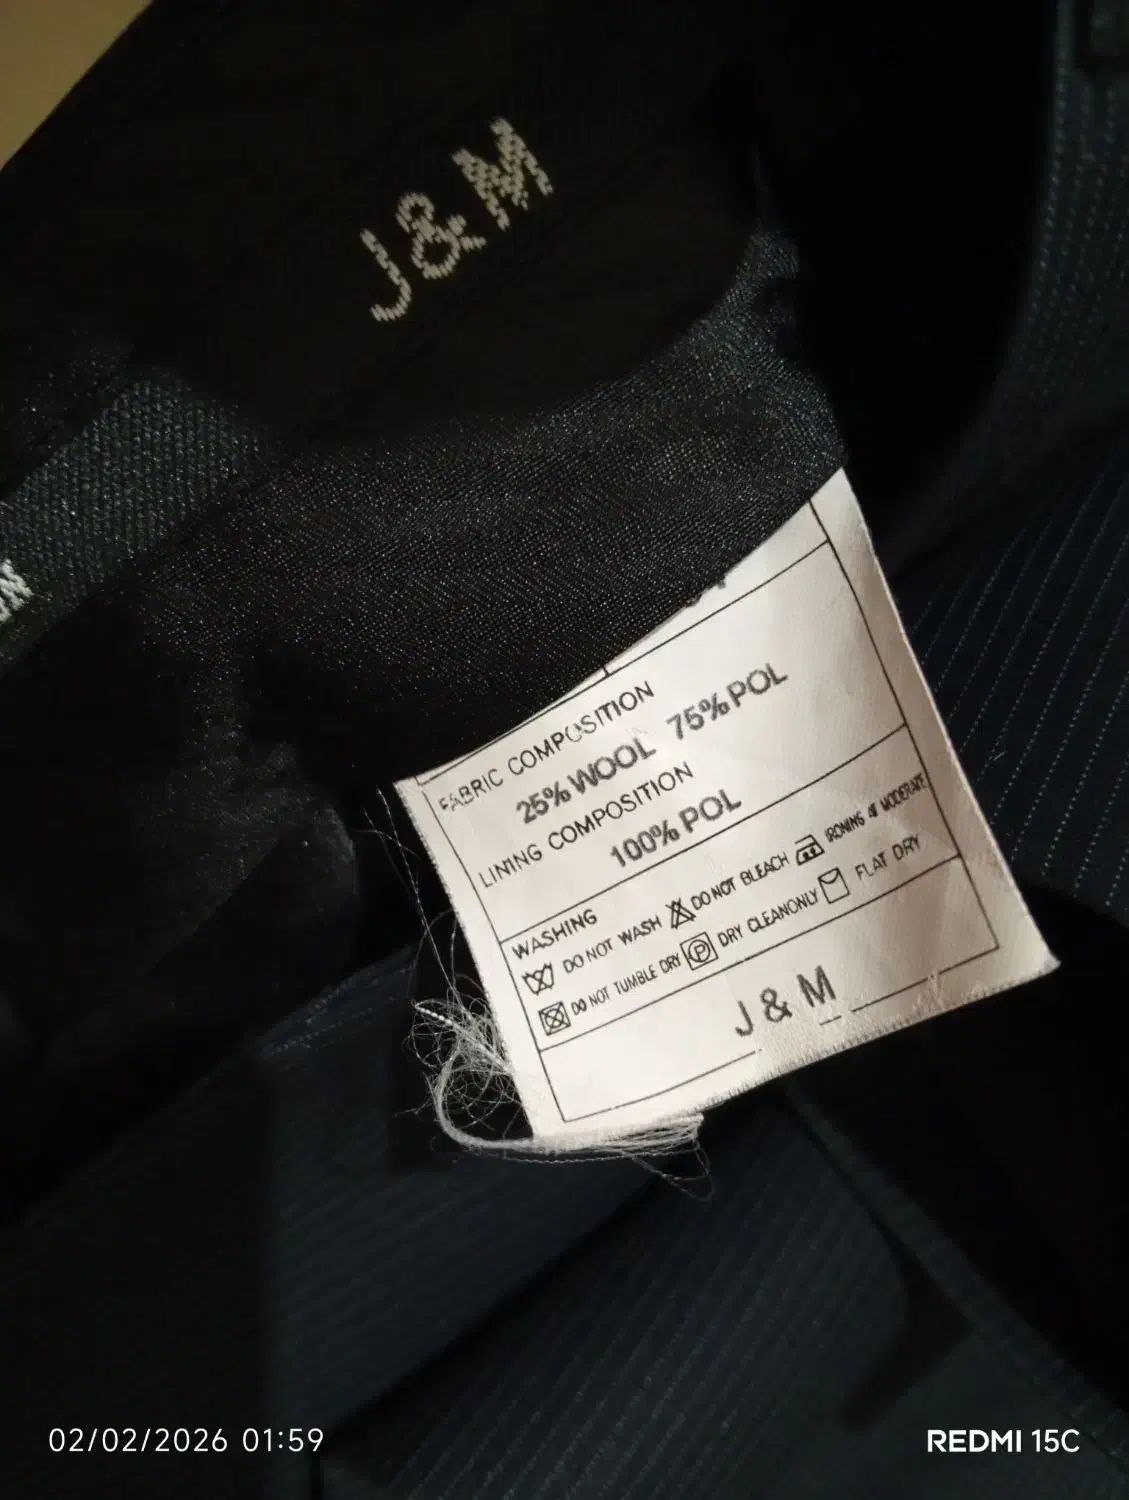 J&M
FABRIC COMPOSITION
25% WOOL 75% POL
LINING COMPOSITION
100% POL
WASHING
DO NOT WASH DO NOT BLEACH IRONING AT MODERATE
DO NOT TUMBLE DRY P DRY CLEANONLY FLAT DRY
J & M
02/02/2026 01:59
REDMI 15C